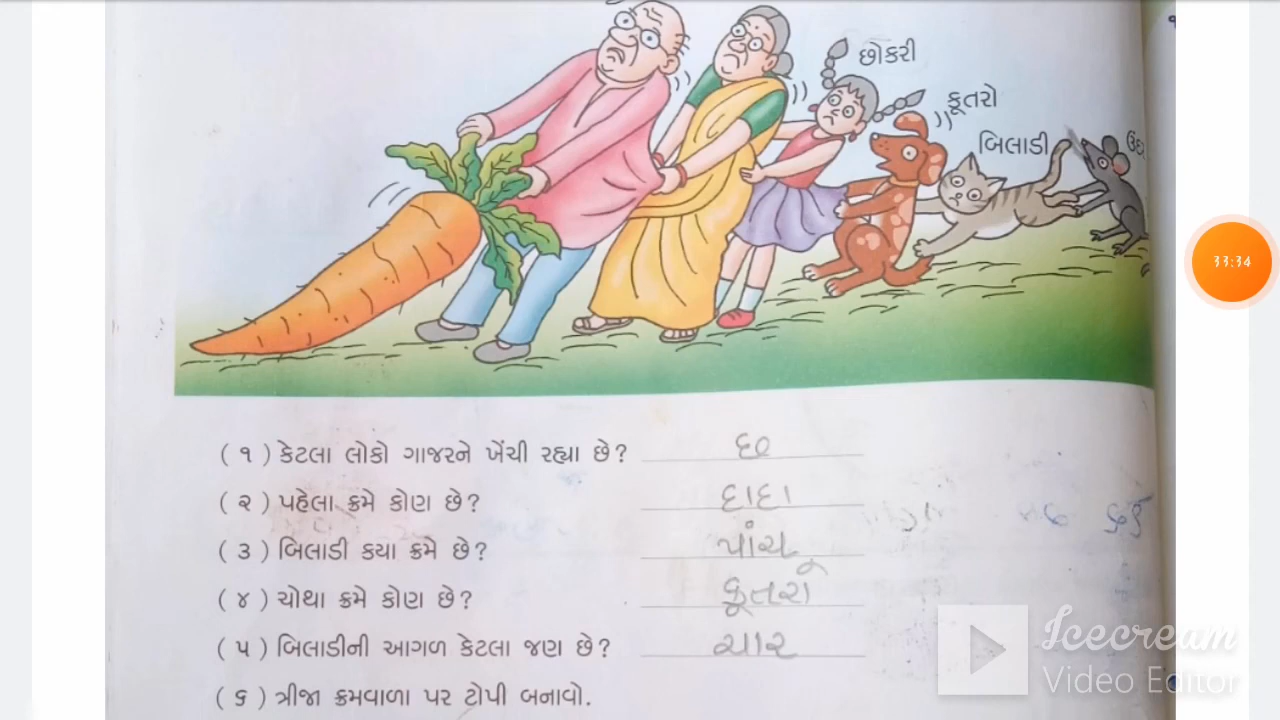 છોકરી
કૂતરો
બિલાડી
૧
33:34
(૧) કેટલા લોકો ગાજરને ખેંચી રહ્યા છે? છ
(૨) પહેલા ક્રમે કોણ છે? દાદા
(૩) બિલાડી કયા ક્રમે છે? પાંચ
(૪) ચોથા ક્રમે કોણ છે? કૂતરો
(૫) બિલાડીની આગળ કેટલા જણ છે? ચાર
(૬) ત્રીજા ક્રમવાળા પર ટોપી બનાવો.
Icecream
Video Editor